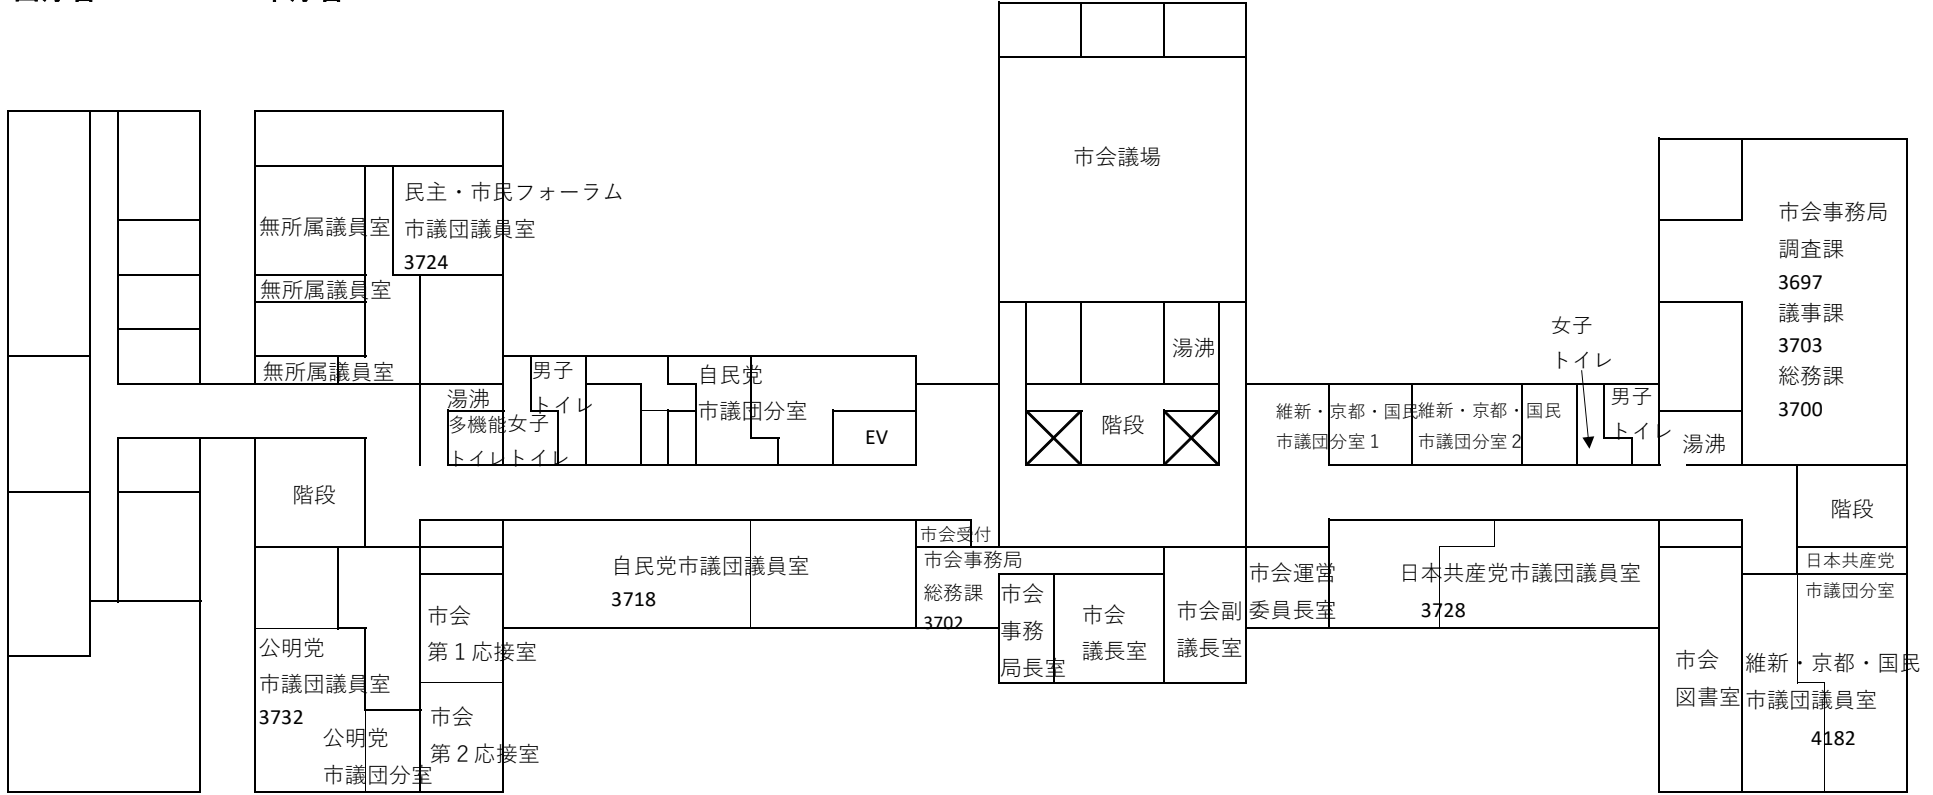 市会議場
民主・市民フォーラム
市議団議員室
3724
無所属議員室
無所属議員室
無所属議員室
湯沸
多機能
トイレ
女子
トイレ
男子
トイレ
自民党
市議団分室
EV
湯沸
階段
維新・京都・国民
市議団分室１
維新・京都・国民
市議団分室２
女子
トイレ
男子
トイレ
湯沸
市会事務局
調査課
3697
議事課
3703
総務課
3700
階段
階段
自民党市議団議員室
3718
市会受付
市会事務局
総務課
3702
市会
事務
局長室
市会
議長室
市会副
議長室
市会運営
委員長室
日本共産党市議団議員室
3728
日本共産党
市議団分室
公明党
市議団議員室
3732
公明党
市議団分室
市会
第１応接室
市会
第２応接室
市会
図書室
維新・京都・国民
市議団議員室
4182